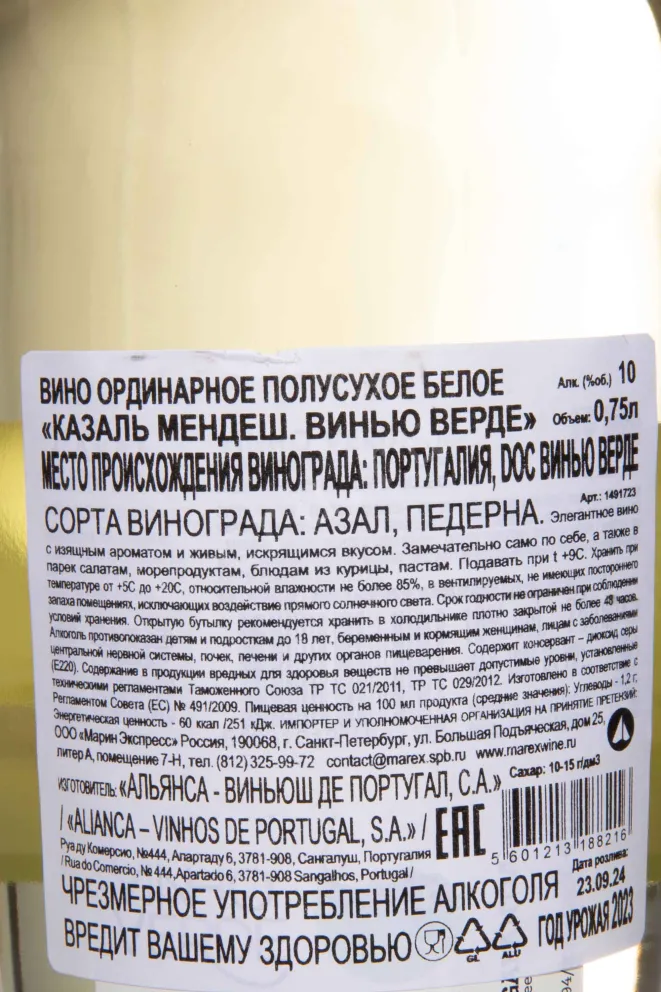 ВИНО ОРДИНАРНОЕ ПОЛУСУХОЕ БЕЛОЕ
Алк. (%об.) 10
«КАЗАЛЬ МЕНДЕШ. ВИНЬЮ ВЕРДЕ»
Объем: 0,75л
МЕСТО ПРОИСХОЖДЕНИЯ ВИНОГРАДА: ПОРТУГАЛИЯ, DOC ВИНЬЮ ВЕРДЕ
Арт.: 1491723
СОРТА ВИНОГРАДА: АЗАЛ, ПЕДЕРНА. Элегантное вино
с изящным ароматом и живым, искрящимся вкусом. Замечательно само по себе, а также в
парек салатам, морепродуктам, блюдам из курицы, пастам. Подавать при t +9С. Хранить при
температуре от +5С до +20С, относительной влажности не более 85%, в вентилируемых, не имеющих постороннего
запаха помещениях, исключающих воздействие прямого солнечного света. Срок годности не ограничен при соблюдении
условий хранения. Открытую бутылку рекомендуется хранить в холодильнике плотно закрытой не более 48 часов.
Алкоголь противопоказан детям и подросткам до 18 лет, беременным и кормящим женщинам, лицам с заболеваниями
центральной нервной системы, почек, печени и других органов пищеварения. Содержит консервант – диоксид серы
(Е220). Содержание в продукции вредных для здоровья веществ не превышает допустимые уровни, установленные
техническими регламентами Таможенного Союза ТР ТС 021/2011, ТР ТС 029/2012. Изготовлено в соответствие с
Регламентом Совета (ЕС) № 491/2009. Пищевая ценность на 100 мл продукта (средние значения): Углеводы - 1,2 г;
Энергетическая ценность - 60 ккал /251 кДж. ИМПОРТЕР И УПОЛНОМОЧЕННАЯ ОРГАНИЗАЦИЯ НА ПРИНЯТИЕ ПРЕТЕНЗИЙ:
ООО «Марин Экспресс» Россия, 190068, г. Санкт-Петербург, ул. Большая Подъяческая, дом 25,
литер А, помещение 7-Н, тел. (812) 325-99-72 contact@marex.spb.ru www.marexwine.ru
Сахар: 10-15 г/дм3
ИЗГОТОВИТЕЛЬ: «АЛЬЯНСА - ВИНЬЮШ ДЕ ПОРТУГАЛ, С.А.»
/ «ALIANCA – VINHOS DE PORTUGAL, S.A.» /
EAC
Руа ду Комерсио, №444, Апартаду 6, 3781-908, Сангалуш, Португалия
/ Rua do Comercio, № 444, Apartado 6, 3781-908 Sangalhos, Portugal /
5 601213 188216
Дата розлива:
23.09.24
ЧРЕЗМЕРНОЕ УПОТРЕБЛЕНИЕ АЛКОГОЛЯ
ВРЕДИТ ВАШЕМУ ЗДОРОВЬЮ
GL
ALU
ГОД УРОЖАЯ 2023